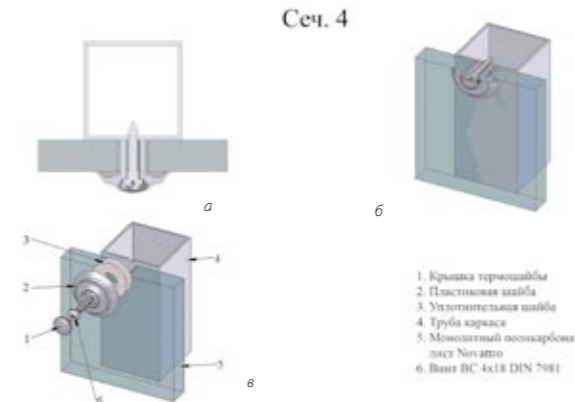 Сеч. 4
а
б
3
4
2
1
5
6
в
1. Крышка термошайбы
2. Пластиковая шайба
3. Уплотнительная шайба
4. Труба каркаса
5. Монолитный поликарбона
лист Novattro
6. Винт ВС 4х18 DIN 7981